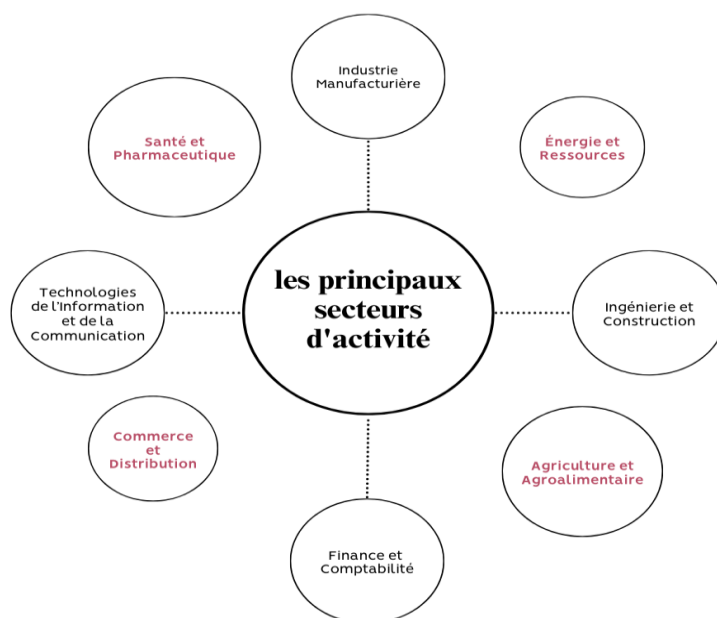 Industrie
Manufacturière
Santé et
Pharmaceutique
Énergie et
Ressources
les principaux
secteurs
d'activité
Technologies
de l'Information
et de la
Communication
Ingénierie et
Construction
Commerce
et
Distribution
Agriculture et
Agroalimentaire
Finance et
Comptabilité